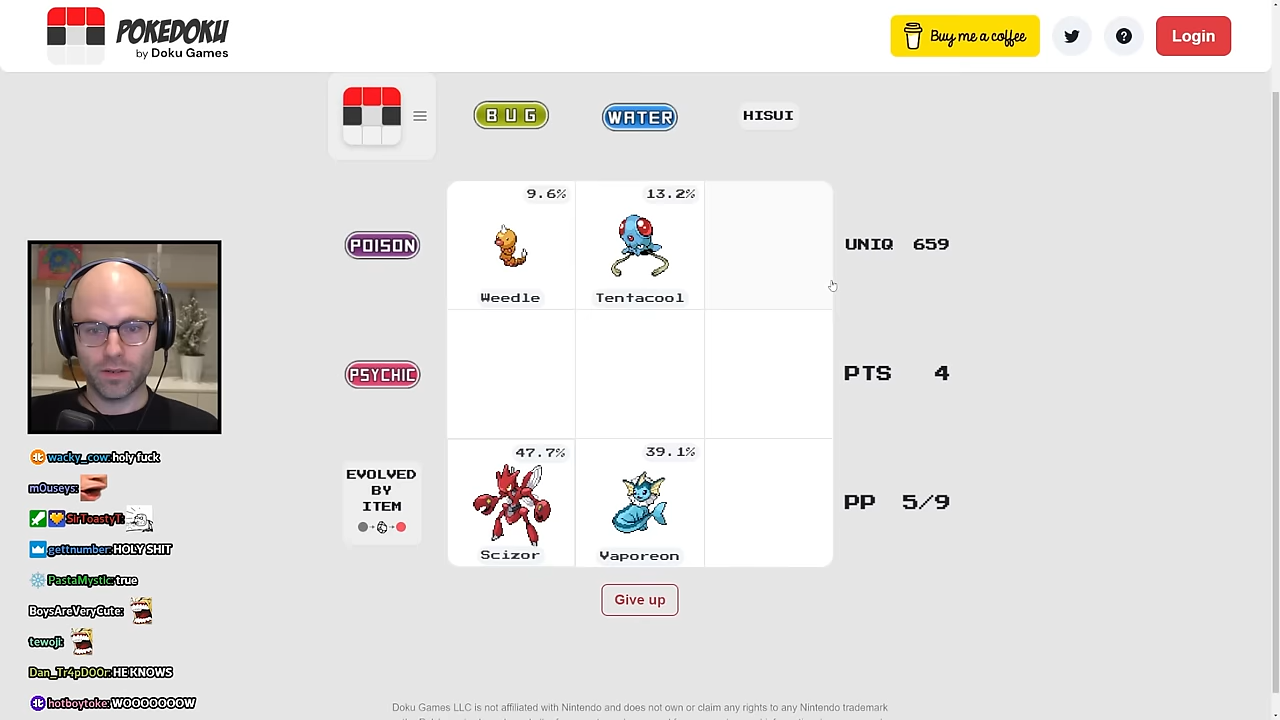 POKEDOKU
by Doku Games
Buy me a coffee
?
Login
BUG
WATER
HISUI
POISON
9.6%
Weedle
13.2%
Tentacool
UNIQ 659
PSYCHIC
PTS 4
EVOLVED
BY
ITEM
47.7%
Scizor
39.1%
Vaporeon
PP 5/9
Give up
wacky_cow: holy fuck
m0useys:
SirToastyT:
gettnumber: HOLY SHIT
PastaMystic: true
BoysAreVeryCute:
tewoji:
Dan_Tr4pD00r: HE KNOWS
hotboytoke: WOOOOOOOW
Doku Games LLC is not affiliated with Nintendo and does not own or claim any rights to any Nintendo trademark